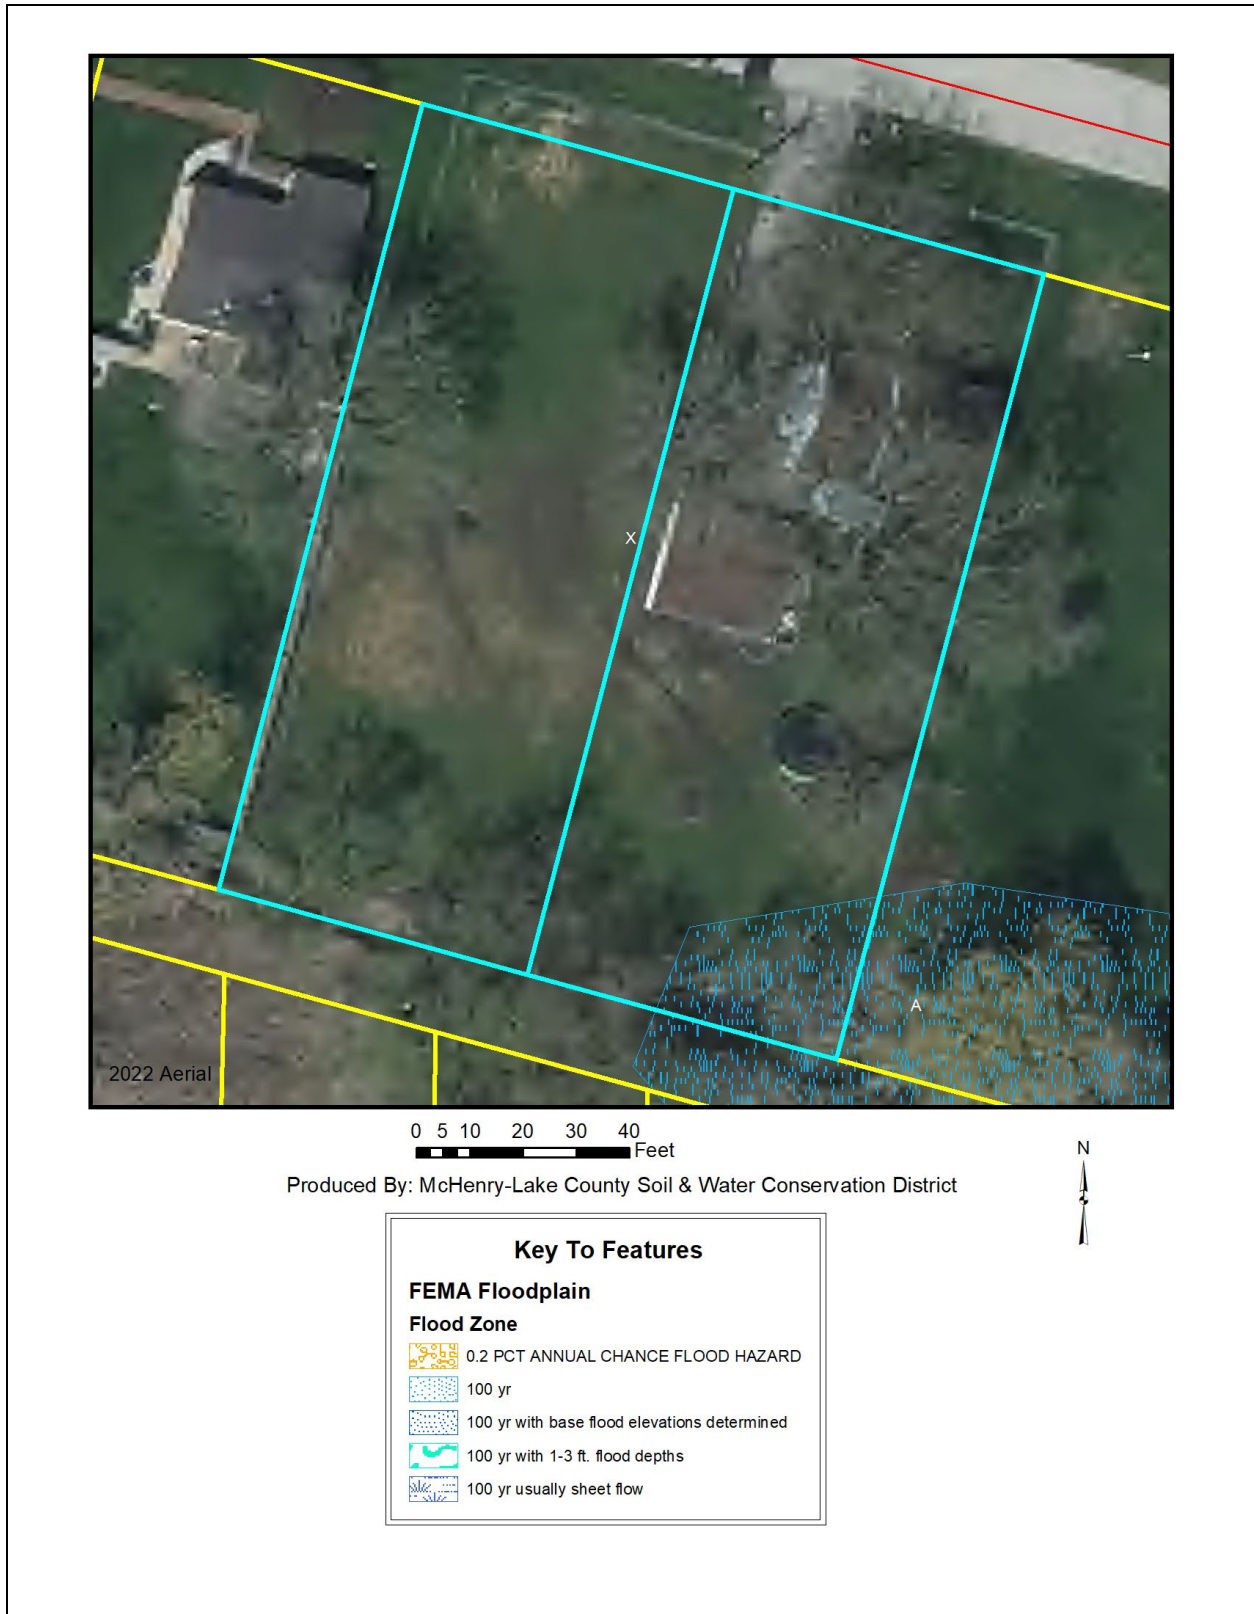 X
A
2022 Aerial
0 5 10 20 30 40
Feet
N
Produced By: McHenry-Lake County Soil & Water Conservation District
Key To Features
FEMA Floodplain
Flood Zone
0.2 PCT ANNUAL CHANCE FLOOD HAZARD
100 yr
100 yr with base flood elevations determined
100 yr with 1-3 ft. flood depths
100 yr usually sheet flow